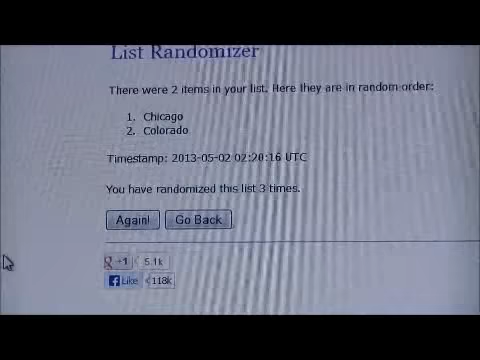 List Randomizer
There were 2 items in your list. Here they are in random order:
1. Chicago
2. Colorado
Timestamp: 2013-05-02 02:20:16 UTC
You have randomized this list 3 times.
Again! Go Back
g +1 5.1k
f Like 118k